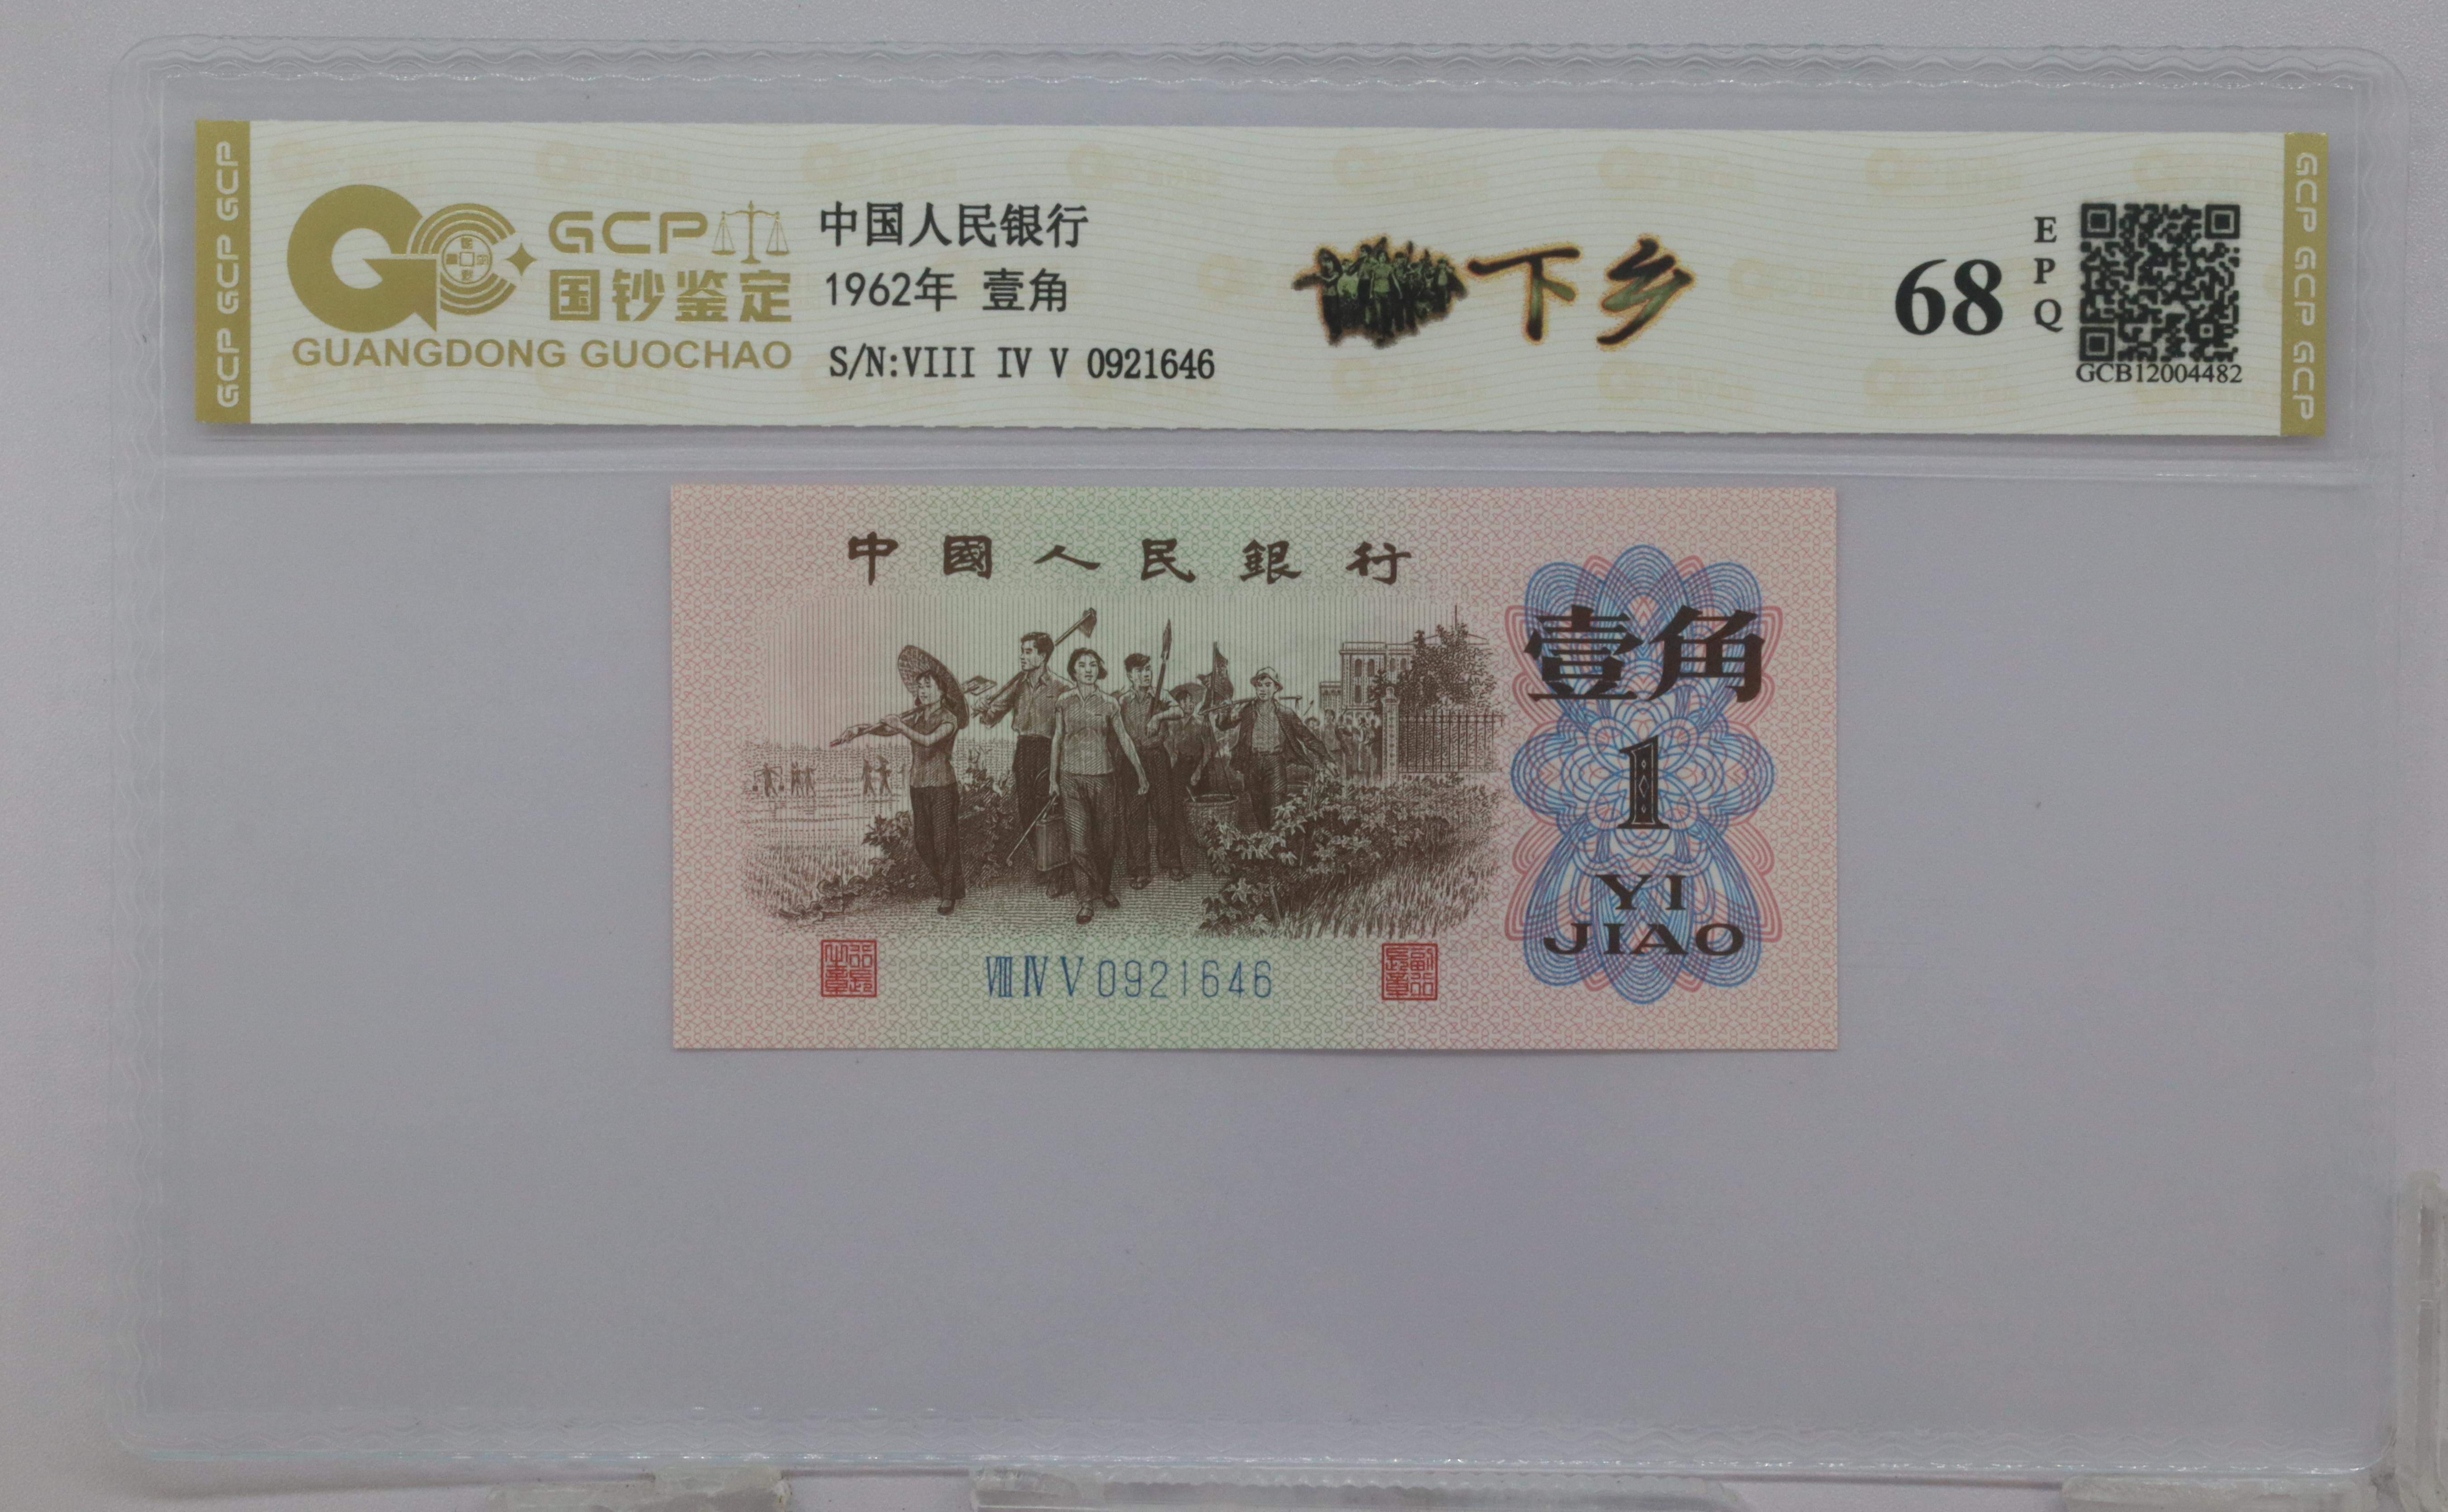 GCP GCP GCP
GCP
国钞鉴定
GUANGDONG GUOCHAO
中国人民银行
1962年 壹角
S/N:VIII IV V 0921646
下乡
68
EPQ
GCB12004482
GCP GCP GCP
中國人民銀行
壹角
1
YI
JIAO
VIII IV V 0921646